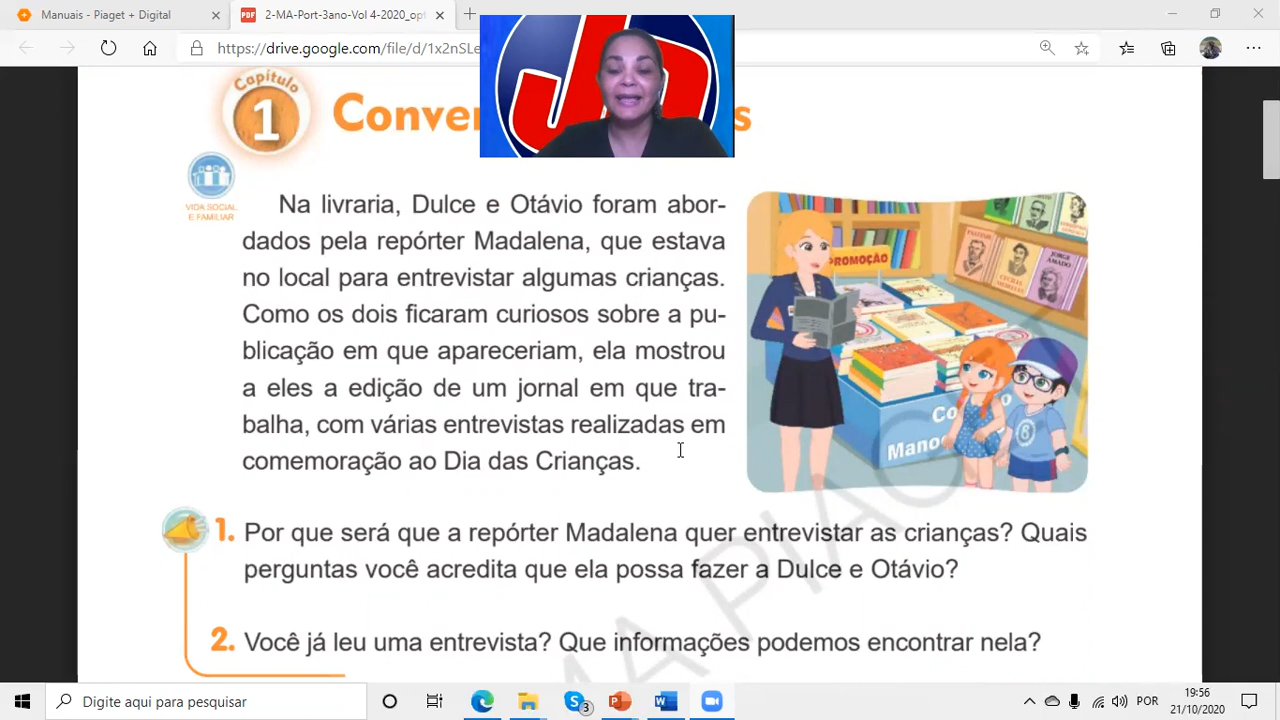 Manuais - Piaget + Digital
2-MA-Port-3ano-Vol 4-2020_opt
https://drive.google.com/file/d/1x2nSLe
Capítulo
1
VIDA SOCIAL
E FAMILIAR
Na livraria, Dulce e Otávio foram abor-
dados pela repórter Madalena, que estava
no local para entrevistar algumas crianças.
Como os dois ficaram curiosos sobre a pu-
blicação em que apareceriam, ela mostrou
a eles a edição de um jornal em que tra-
balha, com várias entrevistas realizadas em
comemoração ao Dia das Crianças.
PROMOÇÃO
JORGE
AMADO
1. Por que será que a repórter Madalena quer entrevistar as crianças? Quais
perguntas você acredita que ela possa fazer a Dulce e Otávio?
2. Você já leu uma entrevista? Que informações podemos encontrar nela?
Digite aqui para pesquisar
3
POR
19:56
21/10/2020